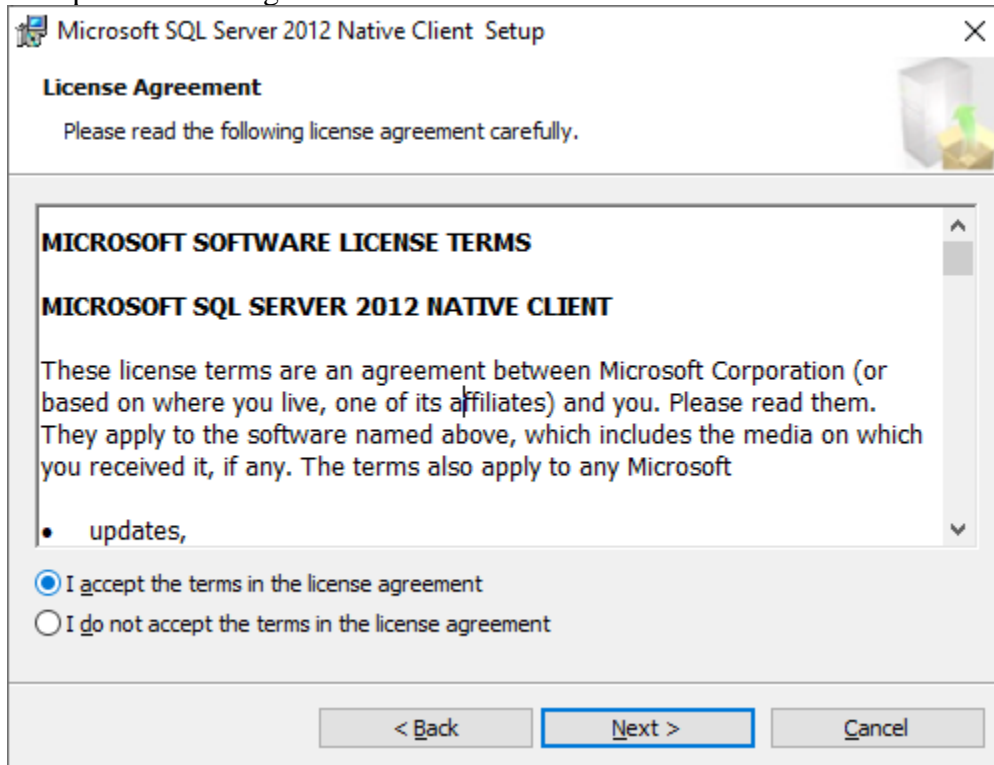 Microsoft SQL Server 2012 Native Client  Setup
License Agreement
Please read the following license agreement carefully.
MICROSOFT SOFTWARE LICENSE TERMS
MICROSOFT SQL SERVER 2012 NATIVE CLIENT
These license terms are an agreement between Microsoft Corporation (or
based on where you live, one of its affiliates) and you. Please read them.
They apply to the software named above, which includes the media on which
you received it, if any. The terms also apply to any Microsoft
• updates,
I accept the terms in the license agreement
I do not accept the terms in the license agreement
< Back
Next >
Cancel